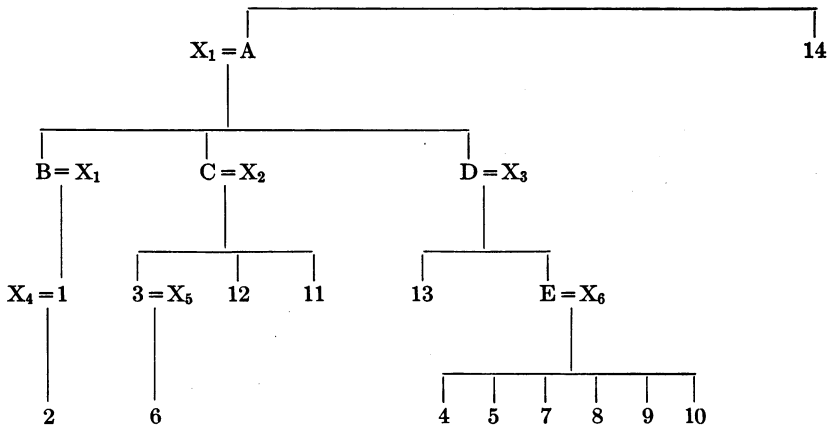 X₁ = A 14
B = X₁ C = X₂ D = X₃
X₄ = 1 3 = X₅ 12 11 13 E = X₆
2 6 4 5 7 8 9 10